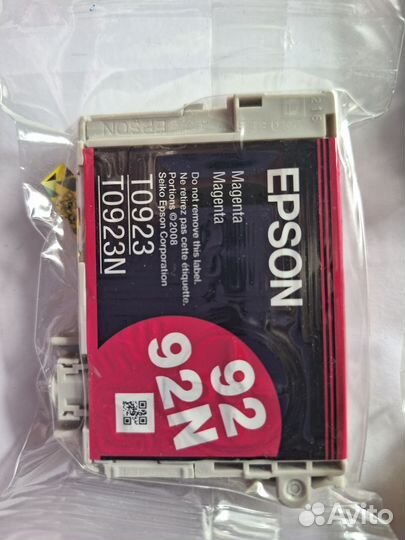 EPSON
Magenta
Magenta
Do not remove this label.
Ne retirez pas cette étiquette.
Portions © 2008
Seiko Epson Corporation
T0923
T0923N
92
92N
EPSON
Avito